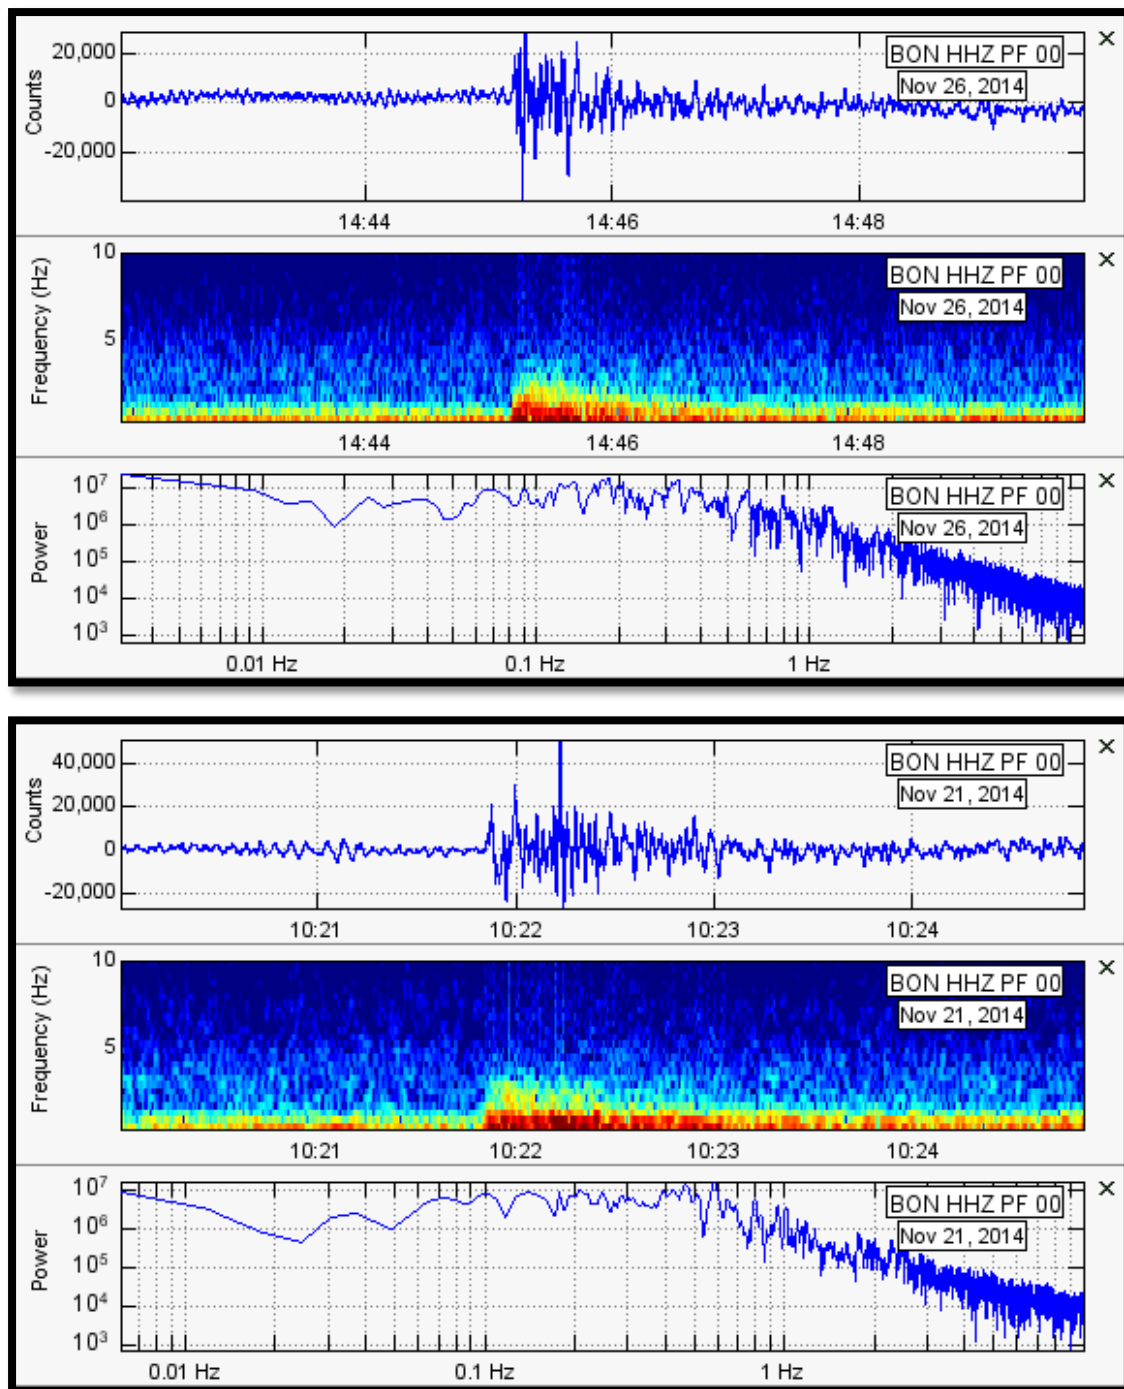 20,000
0
-20,000
Counts
BON HHZ PF 00
Nov 26, 2014
14:44 14:46 14:48
10
5
Frequency (Hz)
BON HHZ PF 00
Nov 26, 2014
14:44 14:46 14:48
10⁷
10⁶
10⁵
10⁴
10³
Power
BON HHZ PF 00
Nov 26, 2014
0.01 Hz 0.1 Hz 1 Hz
40,000
20,000
0
-20,000
Counts
BON HHZ PF 00
Nov 21, 2014
10:21 10:22 10:23 10:24
10
5
Frequency (Hz)
BON HHZ PF 00
Nov 21, 2014
10:21 10:22 10:23 10:24
10⁷
10⁶
10⁵
10⁴
10³
Power
BON HHZ PF 00
Nov 21, 2014
0.01 Hz 0.1 Hz 1 Hz